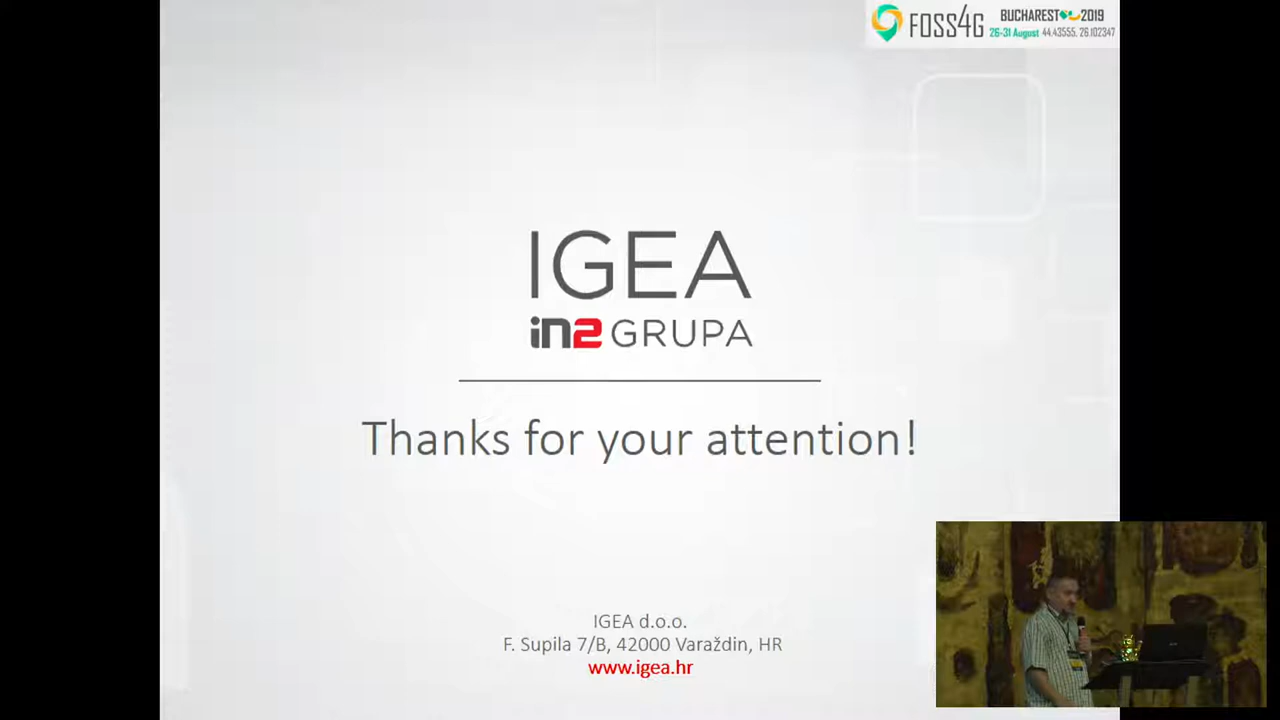 FOSS4G
BUCHAREST 2019
26-31 August 44.43555, 26.102347
IGEA
in2 GRUPA
Thanks for your attention!
IGEA d.o.o.
F. Supila 7/B, 42000 Varaždin, HR
www.igea.hr